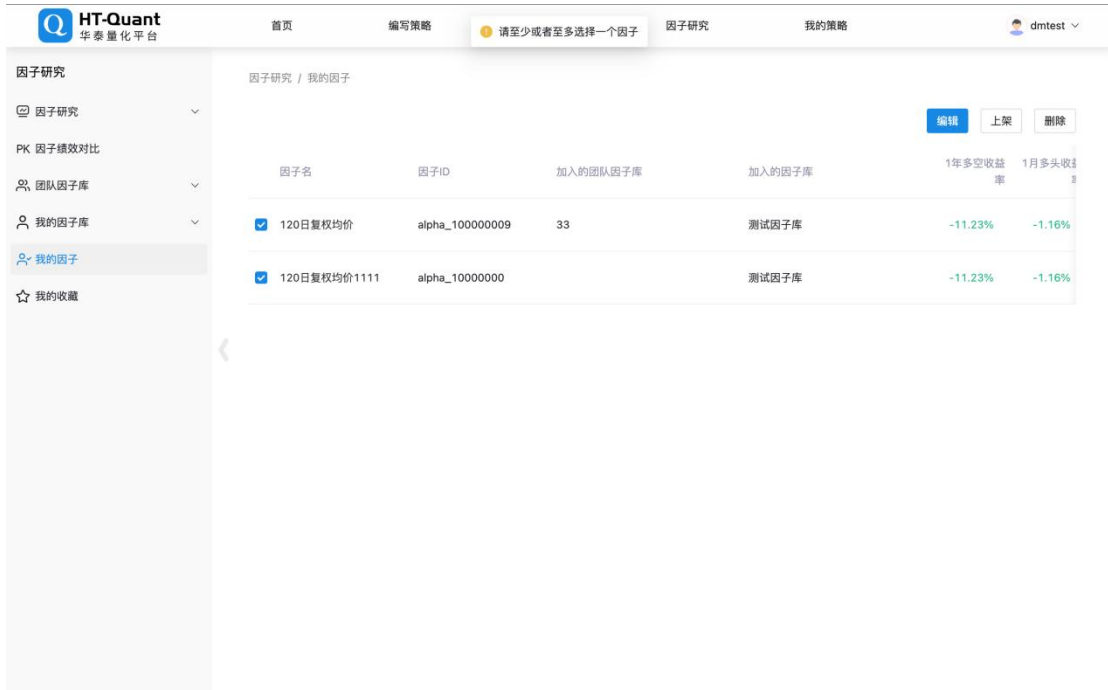 HT-Quant
华泰量化平台
首页
编写策略
请至少或者至多选择一个因子
因子研究
我的策略
dmtest
因子研究
因子研究
PK 因子绩效对比
团队因子库
我的因子库
我的因子
我的收藏
因子研究 / 我的因子
编辑 上架 删除
因子名 因子ID 加入的团队因子库 加入的因子库 1年多空收益率 1月多头收益
120日复权均价 alpha_100000009 33 测试因子库 -11.23% -1.16%
120日复权均价1111 alpha_10000000 测试因子库 -11.23% -1.16%